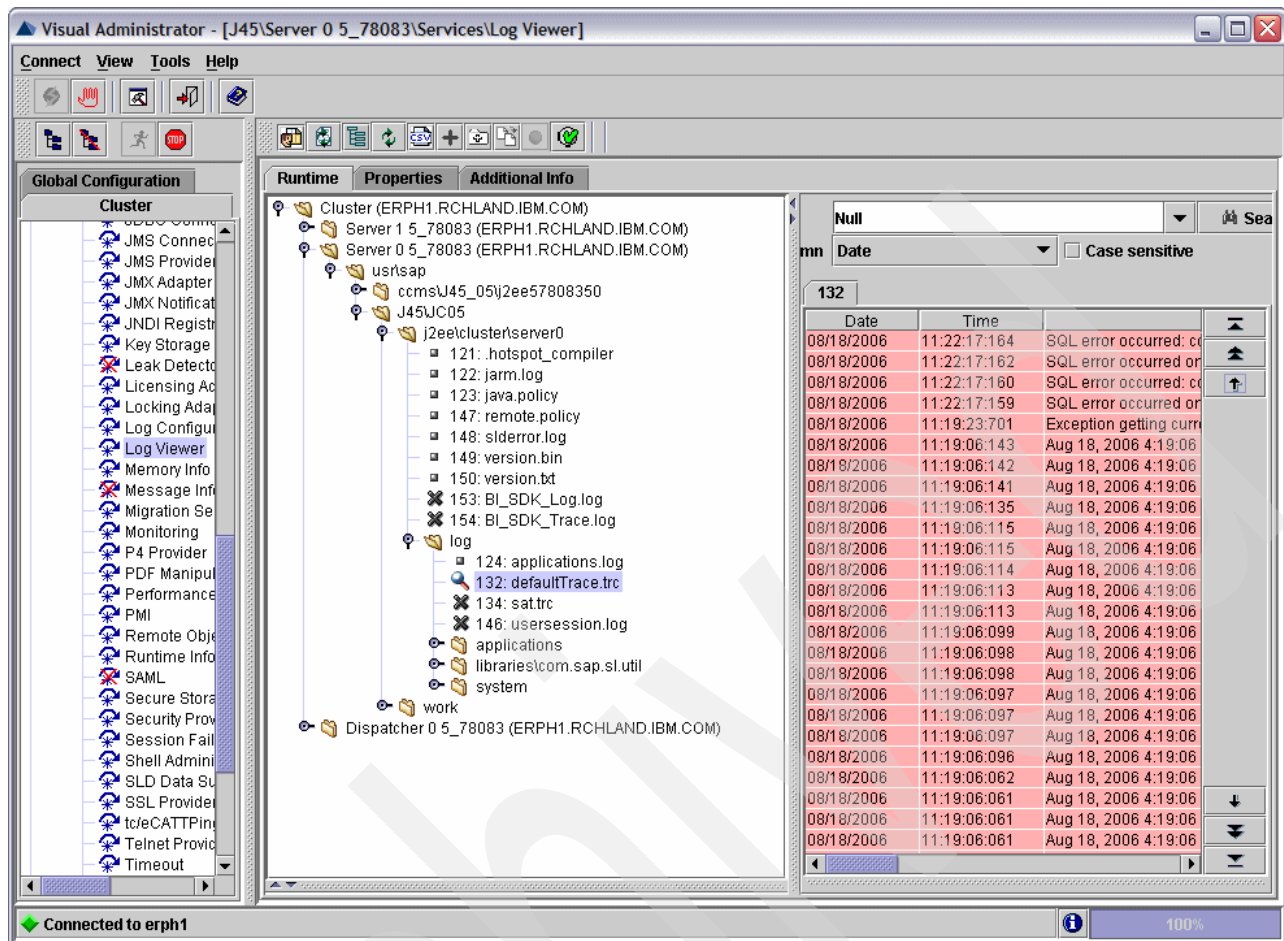 Visual Administrator - [J45\Server 0 5_78083\Services\Log Viewer]
Connect View Tools Help
STOP
CSV
Global Configuration
Cluster
JMS Connec
JMS Provider
JMX Adapter
JMX Notificat
JNDI Registr
Key Storage
Leak Detecto
Licensing Ad
Locking Adap
Log Configur
Log Viewer
Memory Info
Message Info
Migration Se
Monitoring
P4 Provider
PDF Manipul
Performance
PMI
Remote Obje
Runtime Info
SAML
Secure Stora
Security Prov
Session Fail
Shell Admini
SLD Data Su
SSL Provider
tc/eCATTPing
Telnet Provid
Timeout
Runtime Properties Additional Info
Cluster (ERPH1.RCHLAND.IBM.COM)
Server 1 5_78083 (ERPH1.RCHLAND.IBM.COM)
Server 0 5_78083 (ERPH1.RCHLAND.IBM.COM)
usr\sap
ccms\J45_05\j2ee57808350
J45\JC05
j2ee\cluster\server0
121: .hotspot_compiler
122: jarm.log
123: java.policy
147: remote.policy
148: slderror.log
149: version.bin
150: version.txt
153: BI_SDK_Log.log
154: BI_SDK_Trace.log
log
124: applications.log
132: defaultTrace.trc
134: sat.trc
146: usersession.log
applications
libraries\com.sap.sl.util
system
work
Dispatcher 0 5_78083 (ERPH1.RCHLAND.IBM.COM)
Null Sea
mn Date Case sensitive
132
Date Time
08/18/2006 11:22:17:164 SQL error occurred: co
08/18/2006 11:22:17:162 SQL error occurred on
08/18/2006 11:22:17:160 SQL error occurred: co
08/18/2006 11:22:17:159 SQL error occurred on
08/18/2006 11:19:23:701 Exception getting curre
08/18/2006 11:19:06:143 Aug 18, 2006 4:19:06
08/18/2006 11:19:06:142 Aug 18, 2006 4:19:06
08/18/2006 11:19:06:141 Aug 18, 2006 4:19:06
08/18/2006 11:19:06:135 Aug 18, 2006 4:19:06
08/18/2006 11:19:06:115 Aug 18, 2006 4:19:06
08/18/2006 11:19:06:115 Aug 18, 2006 4:19:06
08/18/2006 11:19:06:114 Aug 18, 2006 4:19:06
08/18/2006 11:19:06:113 Aug 18, 2006 4:19:06
08/18/2006 11:19:06:113 Aug 18, 2006 4:19:06
08/18/2006 11:19:06:099 Aug 18, 2006 4:19:06
08/18/2006 11:19:06:098 Aug 18, 2006 4:19:06
08/18/2006 11:19:06:098 Aug 18, 2006 4:19:06
08/18/2006 11:19:06:097 Aug 18, 2006 4:19:06
08/18/2006 11:19:06:097 Aug 18, 2006 4:19:06
08/18/2006 11:19:06:097 Aug 18, 2006 4:19:06
08/18/2006 11:19:06:096 Aug 18, 2006 4:19:06
08/18/2006 11:19:06:062 Aug 18, 2006 4:19:06
08/18/2006 11:19:06:061 Aug 18, 2006 4:19:06
08/18/2006 11:19:06:061 Aug 18, 2006 4:19:06
08/18/2006 11:19:06:061 Aug 18, 2006 4:19:06
Connected to erph1 100%